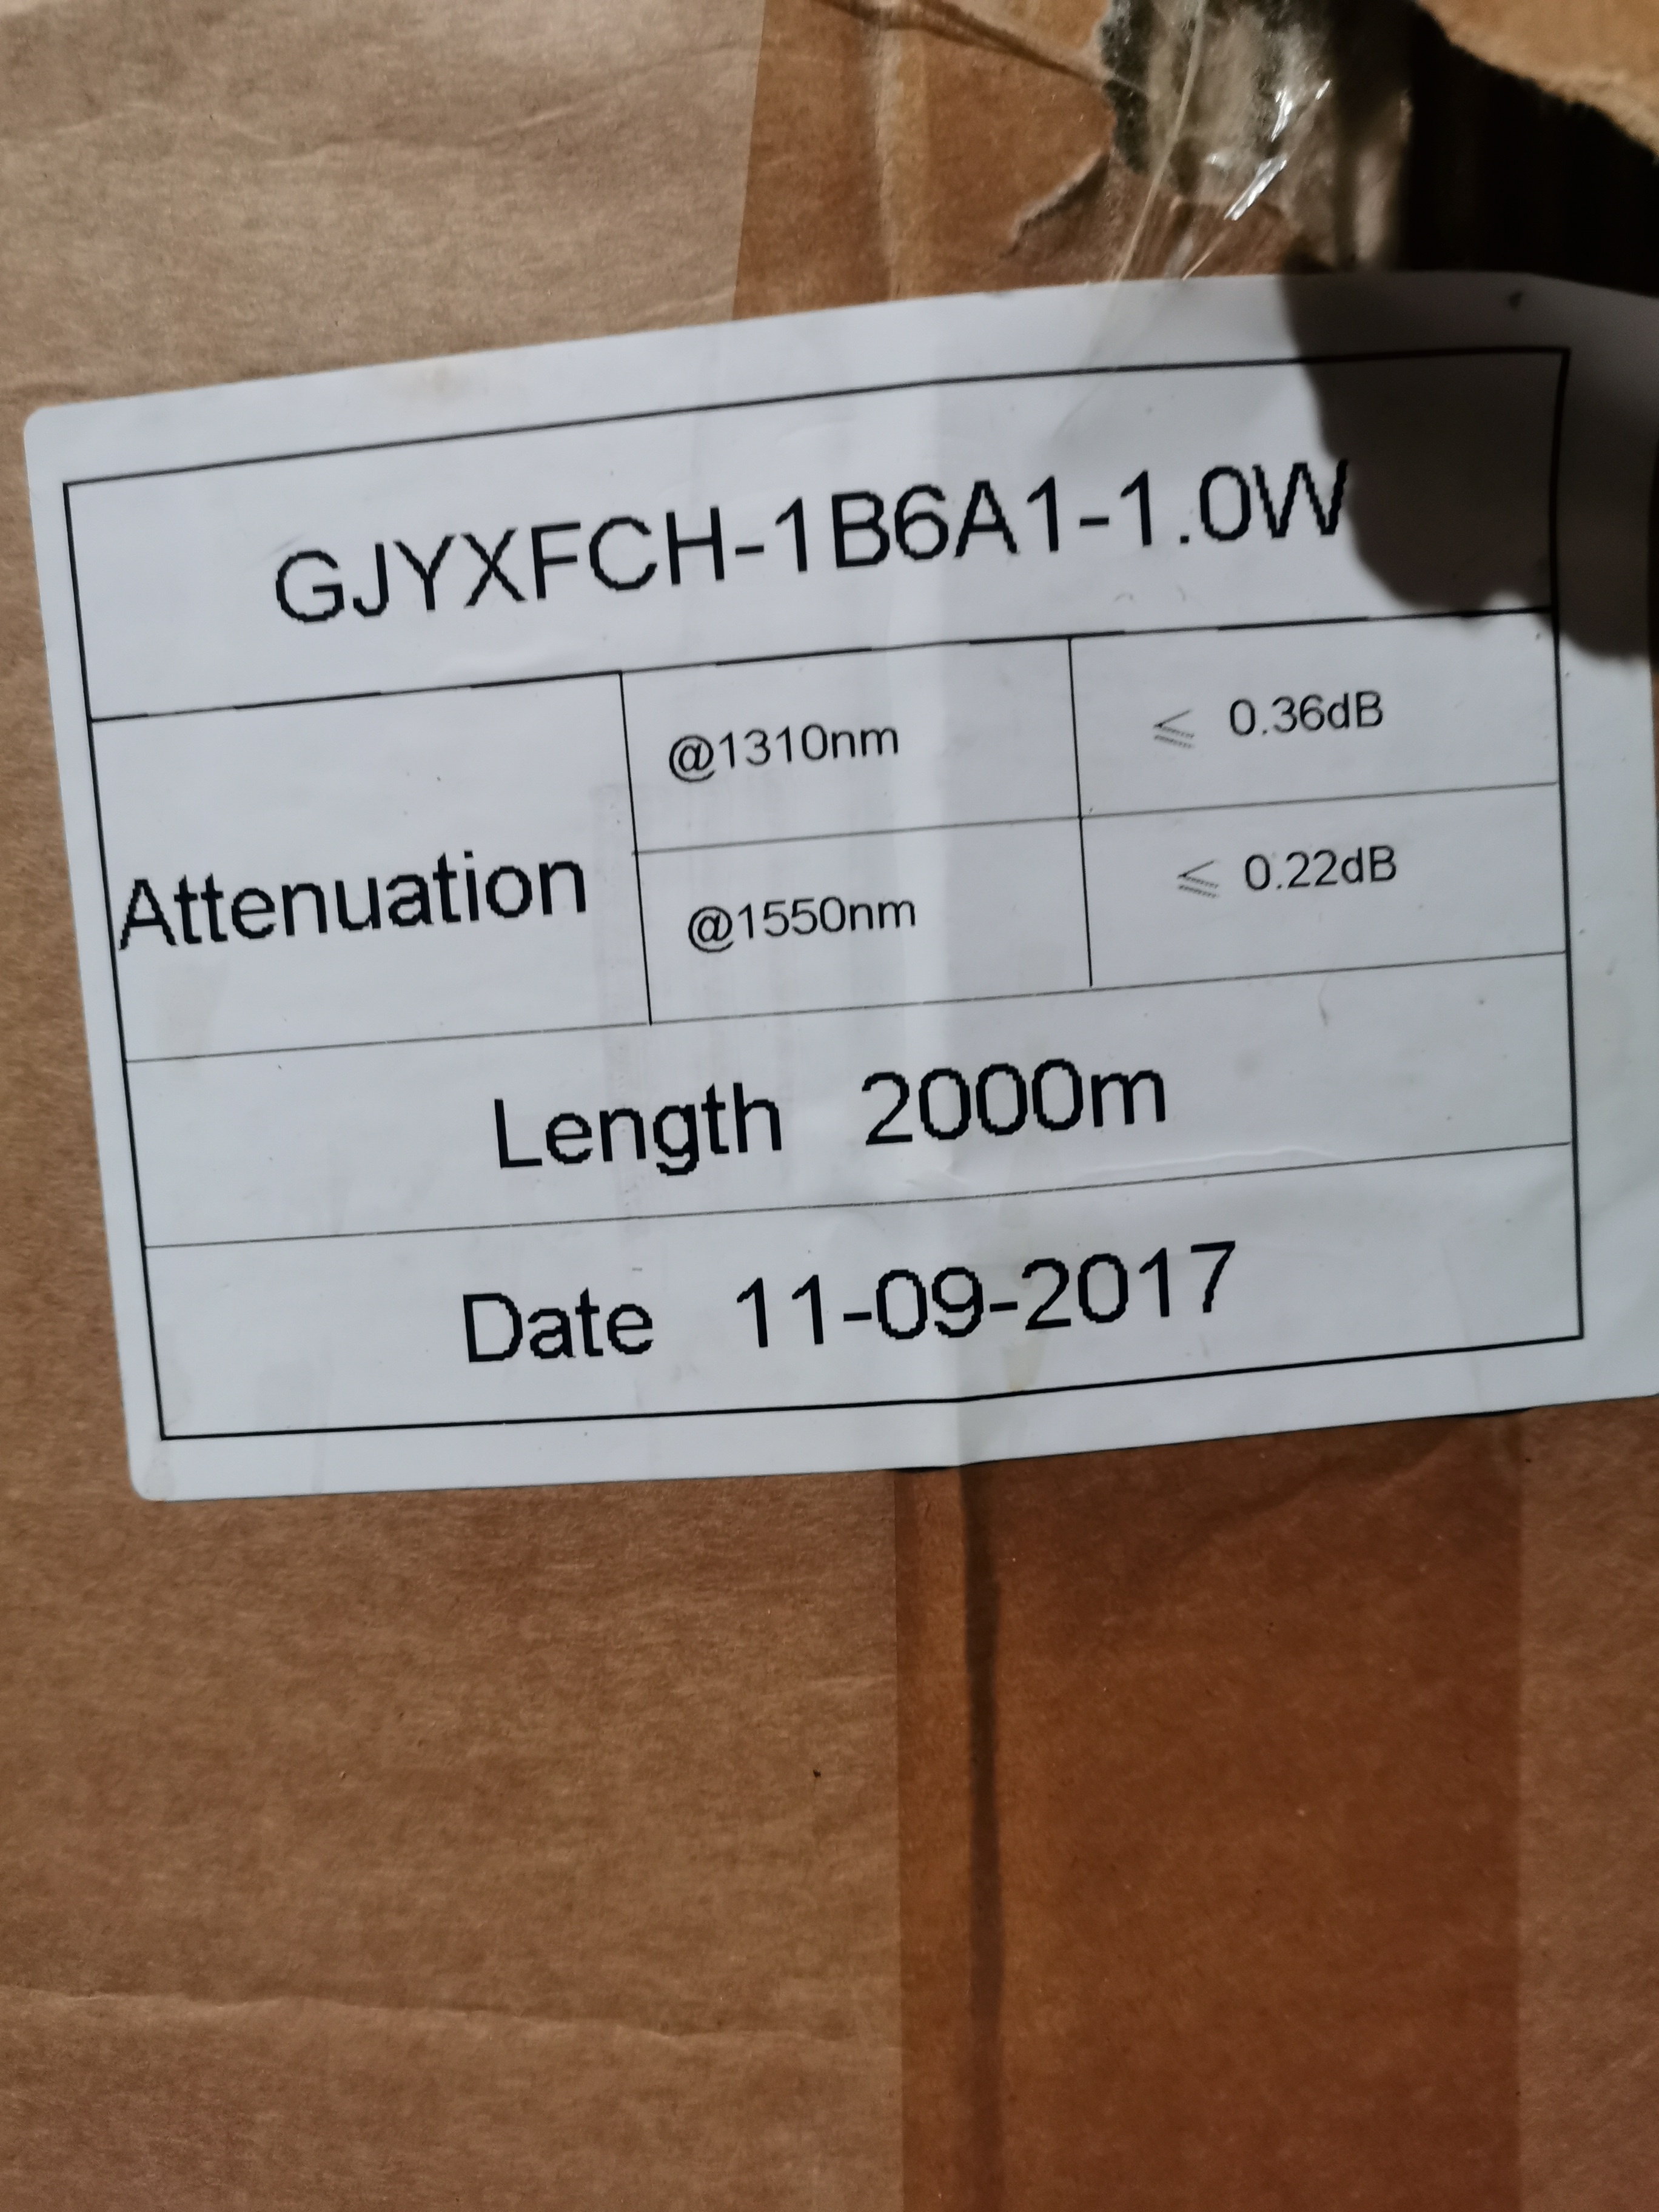 GJYXFCH-1B6A1-1.0W
Attenuation
@1310nm ⩽ 0.36dB
@1550nm ⩽ 0.22dB
Length 2000m
Date 11-09-2017